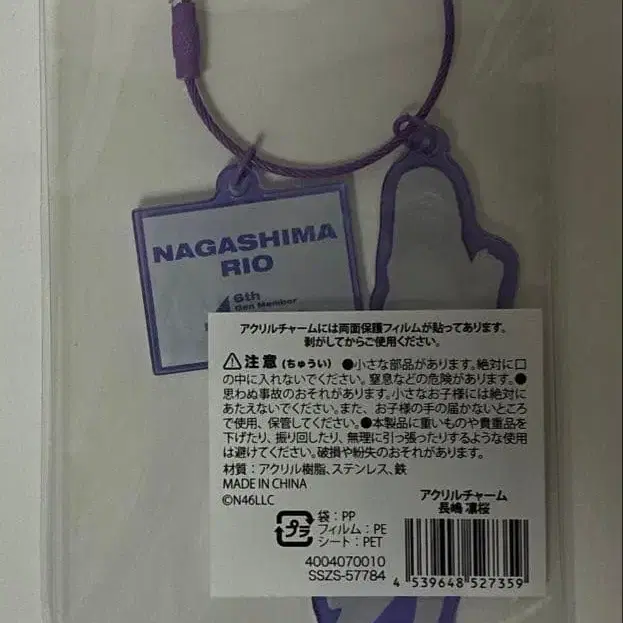 NAGASHIMA
RIO
6th
Gen Member
アクリルチャームには両面保護フィルムが貼ってあります。
剥がしてからご使用ください。
⚠注意(ちゅうい) ●小さな部品があります。絶対に口
の中に入れないでください。窒息などの危険があります。●
思わぬ事故のおそれがあります。小さなお子様には絶対に
あたえないでください。また、お子様の手の届かないところ
で使用、保管してください。●本製品に重いものや貴重品を
下げたり、振り回したり、無理に引っ張ったりするような使用
は避けてください。破損や紛失のおそれがあります。
材質:アクリル樹脂、ステンレス、鉄
MADE IN CHINA
©N46LLC
プラ
袋:PP
フィルム:PE
シート:PET
4004070010
SSZS-57784
アクリルチャーム
長嶋 凛桜
4 539648 527359